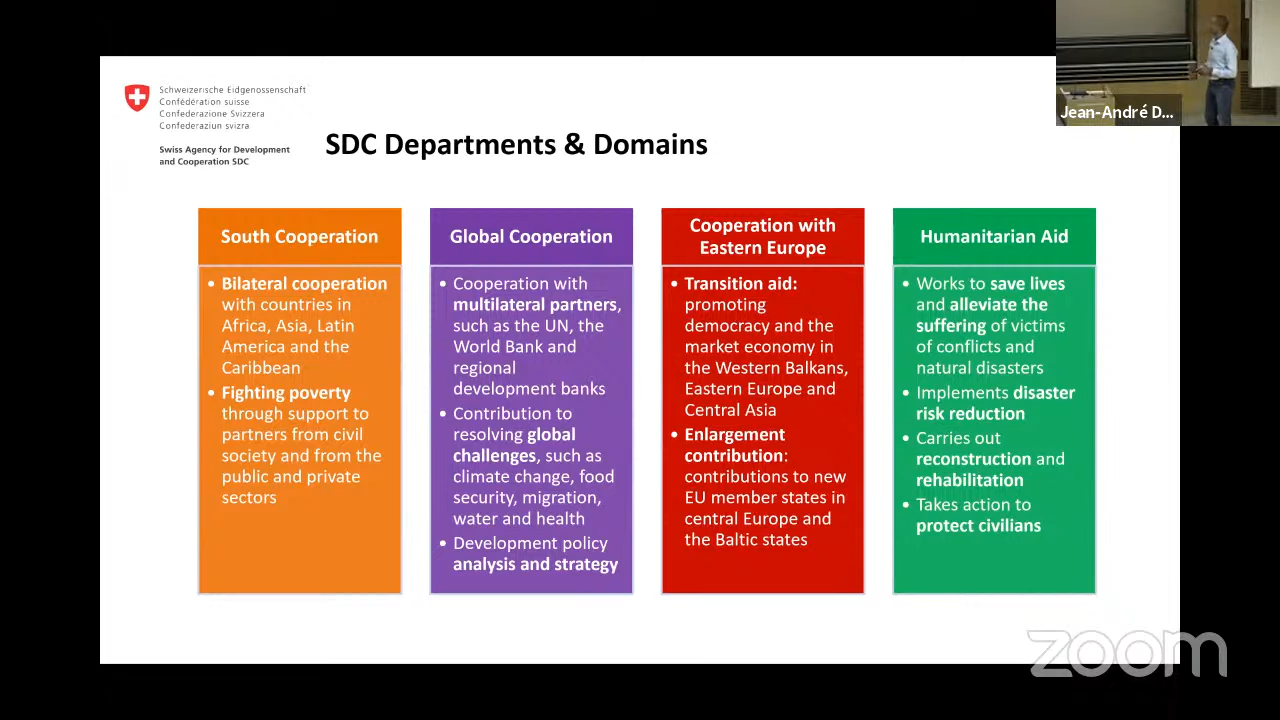 Schweizerische Eidgenossenschaft
Confédération suisse
Confederazione Svizzera
Confederaziun svizra
Swiss Agency for Development
and Cooperation SDC
SDC Departments & Domains
Jean-André D...
South Cooperation
• Bilateral cooperation
with countries in
Africa, Asia, Latin
America and the
Caribbean
• Fighting poverty
through support to
partners from civil
society and from the
public and private
sectors
Global Cooperation
• Cooperation with
multilateral partners,
such as the UN, the
World Bank and
regional
development banks
• Contribution to
resolving global
challenges, such as
climate change, food
security, migration,
water and health
• Development policy
analysis and strategy
Cooperation with
Eastern Europe
• Transition aid:
promoting
democracy and the
market economy in
the Western Balkans,
Eastern Europe and
Central Asia
• Enlargement
contribution:
contributions to new
EU member states in
central Europe and
the Baltic states
Humanitarian Aid
• Works to save lives
and alleviate the
suffering of victims
of conflicts and
natural disasters
• Implements disaster
risk reduction
• Carries out
reconstruction and
rehabilitation
• Takes action to
protect civilians
zoom